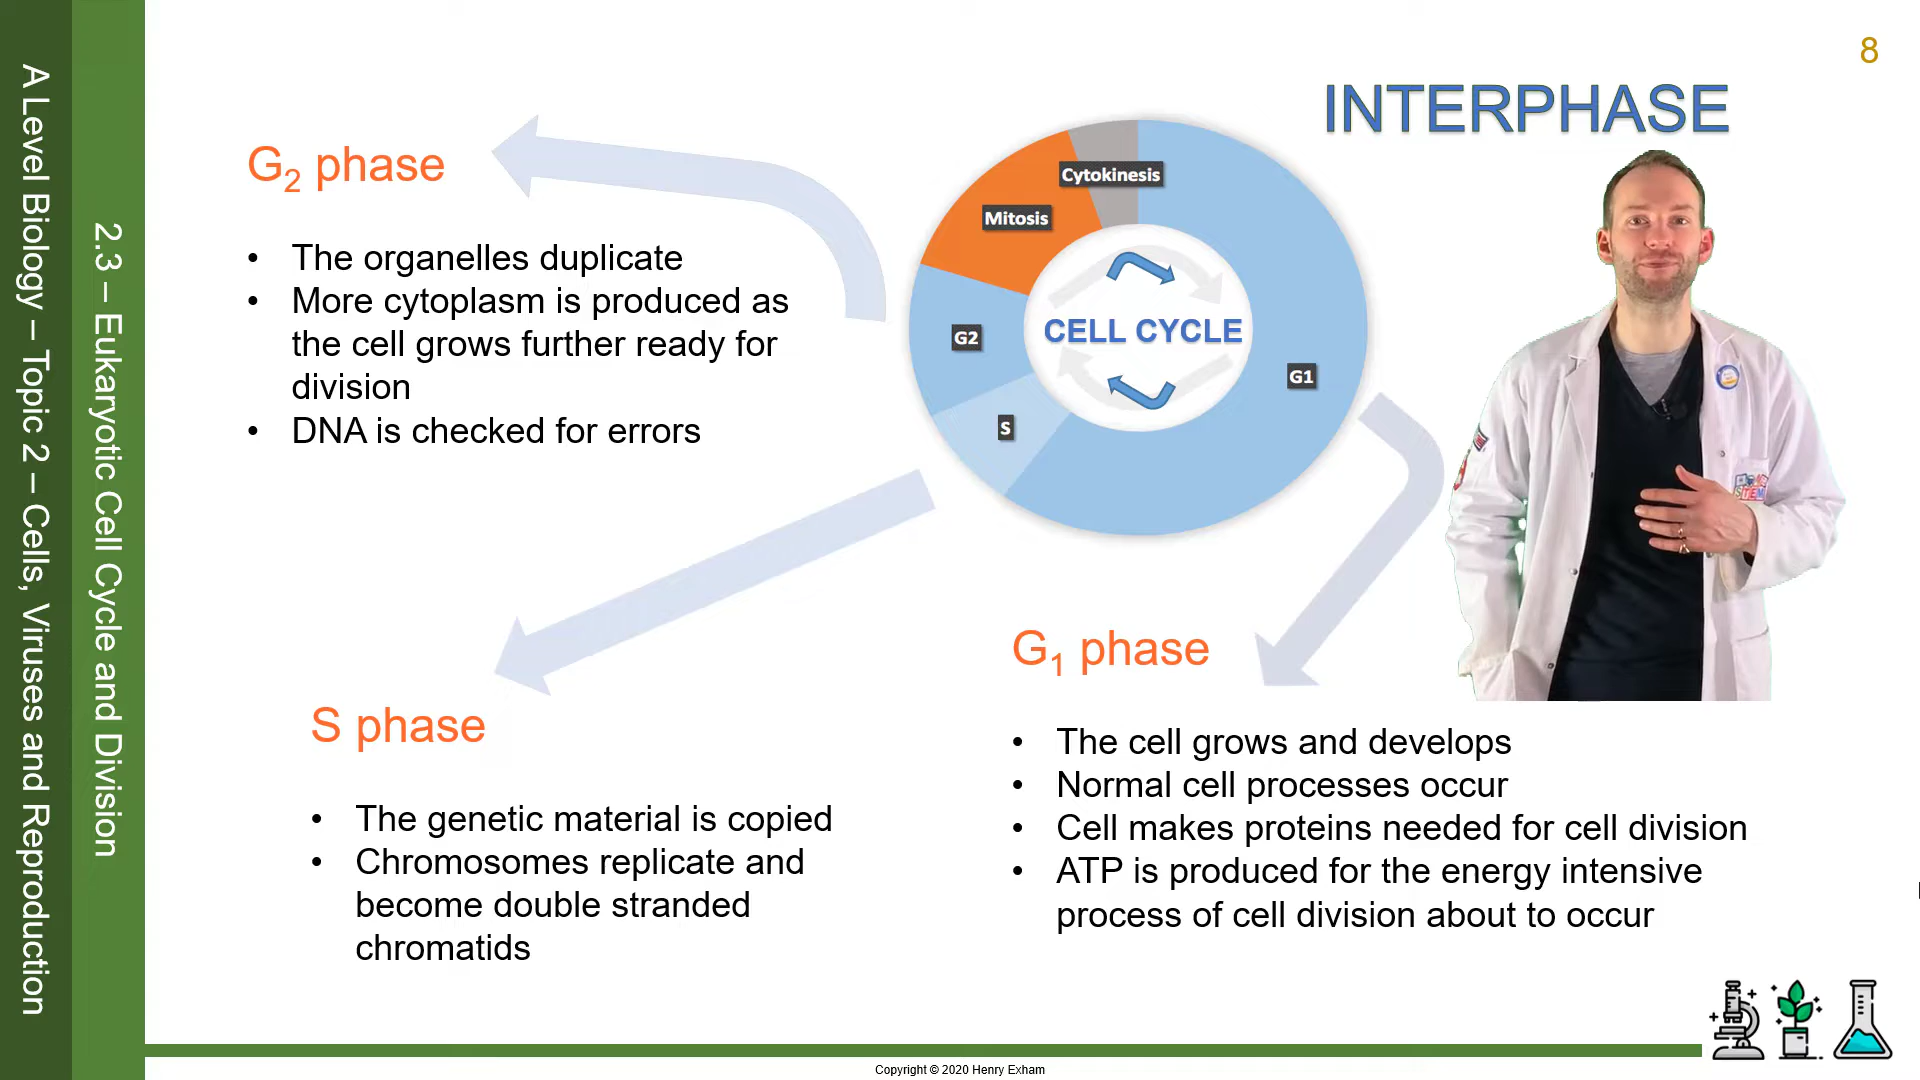 A Level Biology – Topic 2 – Cells, Viruses and Reproduction
2.3 – Eukaryotic Cell Cycle and Division
8
INTERPHASE
G2 phase
• The organelles duplicate
• More cytoplasm is produced as
the cell grows further ready for
division
• DNA is checked for errors
Cytokinesis
Mitosis
G2
CELL CYCLE
G1
S
S phase
• The genetic material is copied
• Chromosomes replicate and
become double stranded
chromatids
G1 phase
• The cell grows and develops
• Normal cell processes occur
• Cell makes proteins needed for cell division
• ATP is produced for the energy intensive
process of cell division about to occur
STEM
Copyright © 2020 Henry Exham